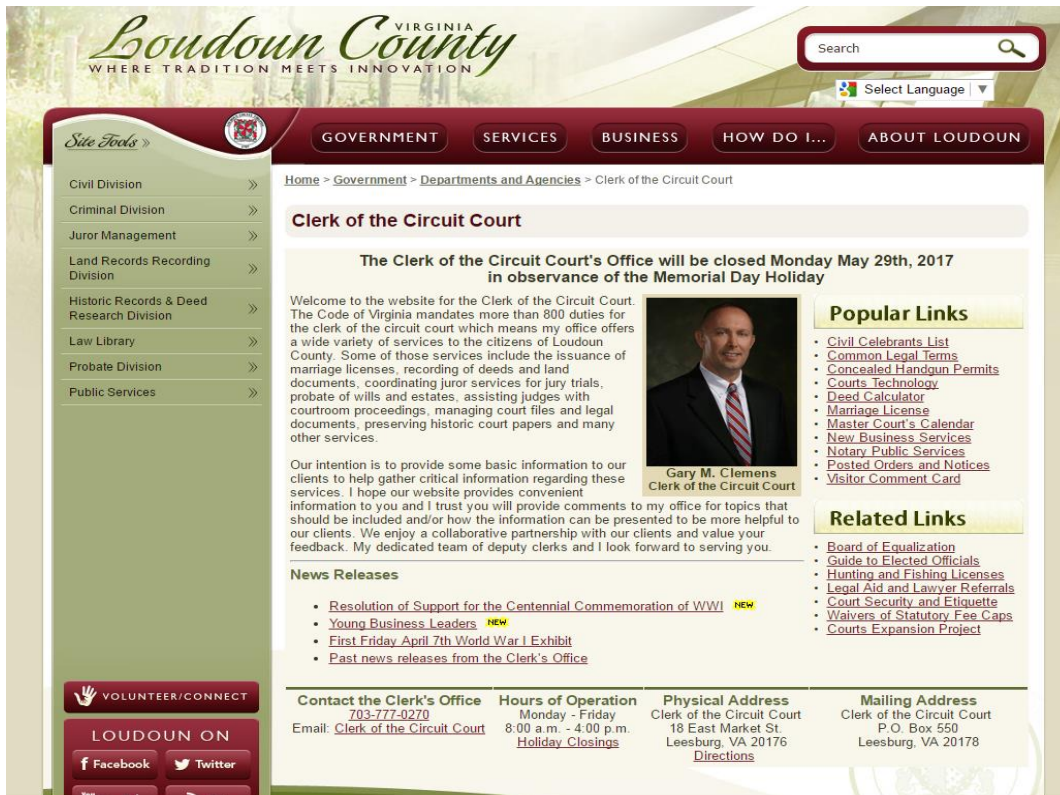 Loudoun County
VIRGINIA
WHERE TRADITION MEETS INNOVATION
Search
Select Language ▼
Site Tools »
GOVERNMENT
SERVICES
BUSINESS
HOW DO I...
ABOUT LOUDOUN
Civil Division »
Criminal Division »
Juror Management »
Land Records Recording
Division »
Historic Records & Deed
Research Division »
Law Library »
Probate Division »
Public Services »
VOLUNTEER/CONNECT
LOUDOUN ON
f Facebook
Twitter
Home > Government > Departments and Agencies > Clerk of the Circuit Court
Clerk of the Circuit Court
The Clerk of the Circuit Court's Office will be closed Monday May 29th, 2017
in observance of the Memorial Day Holiday
Welcome to the website for the Clerk of the Circuit Court.
The Code of Virginia mandates more than 800 duties for
the clerk of the circuit court which means my office offers
a wide variety of services to the citizens of Loudoun
County. Some of those services include the issuance of
marriage licenses, recording of deeds and land
documents, coordinating juror services for jury trials,
probate of wills and estates, assisting judges with
courtroom proceedings, managing court files and legal
documents, preserving historic court papers and many
other services.
Our intention is to provide some basic information to our
clients to help gather critical information regarding these
services. I hope our website provides convenient
information to you and I trust you will provide comments to my office for topics that
should be included and/or how the information can be presented to be more helpful to
our clients. We enjoy a collaborative partnership with our clients and value your
feedback. My dedicated team of deputy clerks and I look forward to serving you.
Gary M. Clemens
Clerk of the Circuit Court
News Releases
• Resolution of Support for the Centennial Commemoration of WWI NEW
• Young Business Leaders NEW
• First Friday April 7th World War I Exhibit
• Past news releases from the Clerk's Office
Popular Links
• Civil Celebrants List
• Common Legal Terms
• Concealed Handgun Permits
• Courts Technology
• Deed Calculator
• Marriage License
• Master Court's Calendar
• New Business Services
• Notary Public Services
• Posted Orders and Notices
• Visitor Comment Card
Related Links
• Board of Equalization
• Guide to Elected Officials
• Hunting and Fishing Licenses
• Legal Aid and Lawyer Referrals
• Court Security and Etiquette
• Waivers of Statutory Fee Caps
• Courts Expansion Project
Contact the Clerk's Office
703-777-0270
Email: Clerk of the Circuit Court
Hours of Operation
Monday - Friday
8:00 a.m. - 4:00 p.m.
Holiday Closings
Physical Address
Clerk of the Circuit Court
18 East Market St.
Leesburg, VA 20176
Directions
Mailing Address
Clerk of the Circuit Court
P.O. Box 550
Leesburg, VA 20178